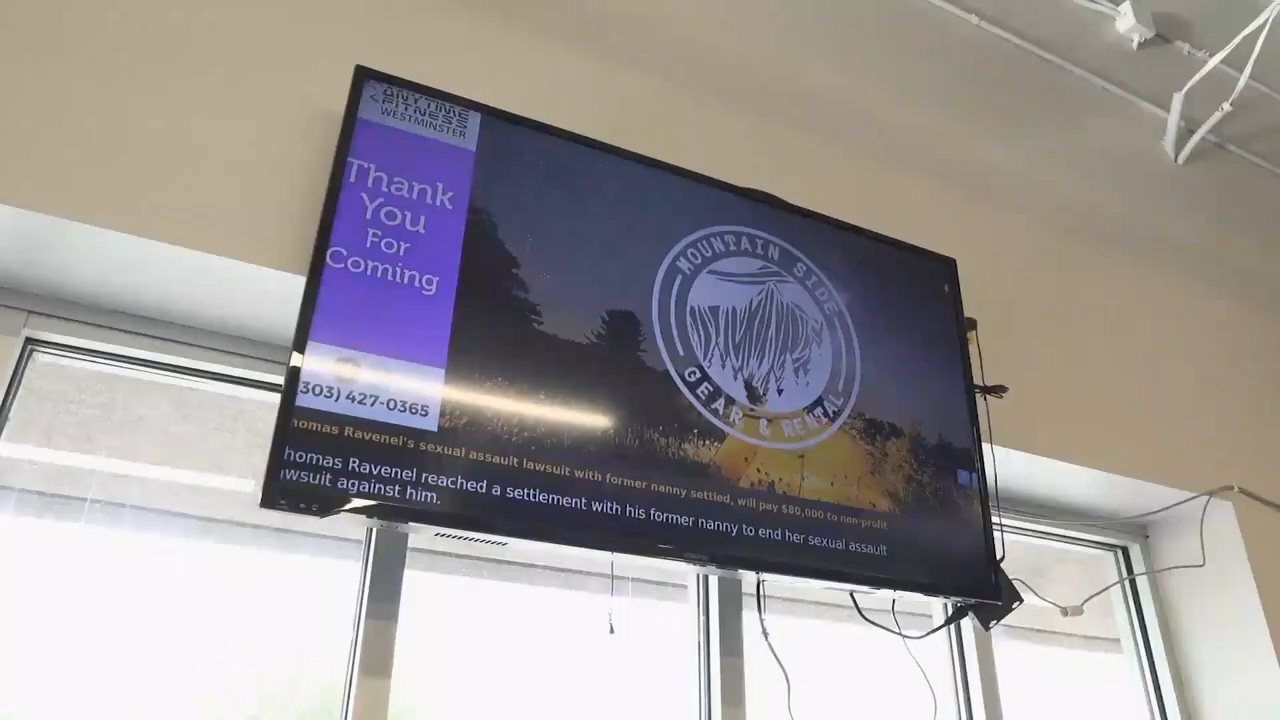 ANYTIME
FITNESS
WESTMINSTER
Thank
You
For
Coming
303) 427-0365
MOUNTAIN SIDE
GEAR & RENTAL
homas Ravenel's sexual assault lawsuit with former nanny settled, will pay $80,000 to non-profit
homas Ravenel reached a settlement with his former nanny to end her sexual assault
wsuit against him.